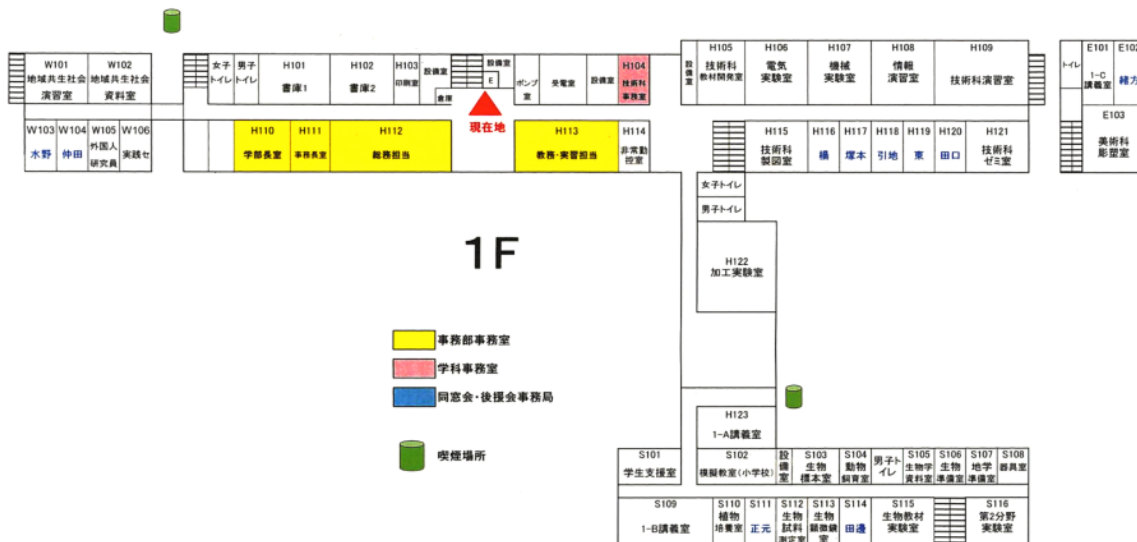 W101
地域共生社会
演習室
W102
地域共生社会
資料室
女子
トイレ
男子
トイレ
H101
書庫1
H102
書庫2
H103
印刷室
設備室
倉庫
設備室
E
現在地
ポンプ
室
受電室
設備室
H104
技術科
事務室
設備室
H105
技術科
教材開発室
H106
電気
実験室
H107
機械
実験室
H108
情報
演習室
H109
技術科演習室
トイレ
E101
1-C
講義室
E102
緒方
E103
美術科
彫塑室
W103
水野
W104
仲田
W105
外国人
研究員
W106
実践セ
H110
学部長室
H111
事務長室
H112
総務担当
H113
教務・実習担当
H114
非常勤
控室
H115
技術科
製図室
H116
橋
H117
塚本
H118
引地
H119
東
H120
田口
H121
技術科
ゼミ室
女子トイレ
男子トイレ
H122
加工実験室
1F
事務部事務室
学科事務室
同窓会・後援会事務局
喫煙場所
H123
1-A講義室
S101
学生支援室
S102
模擬教室(小学校)
設備室
S103
生物
標本室
S104
動物
飼育室
男子ト
イレ
S105
生物学
資料室
S106
生物
準備室
S107
地学
準備室
S108
器具室
S109
1-B講義室
S110
植物
培養室
S111
正元
S112
生物
試料
測定室
S113
生物
顕微鏡
室
S114
田邊
S115
生物教材
実験室
S116
第2分野
実験室